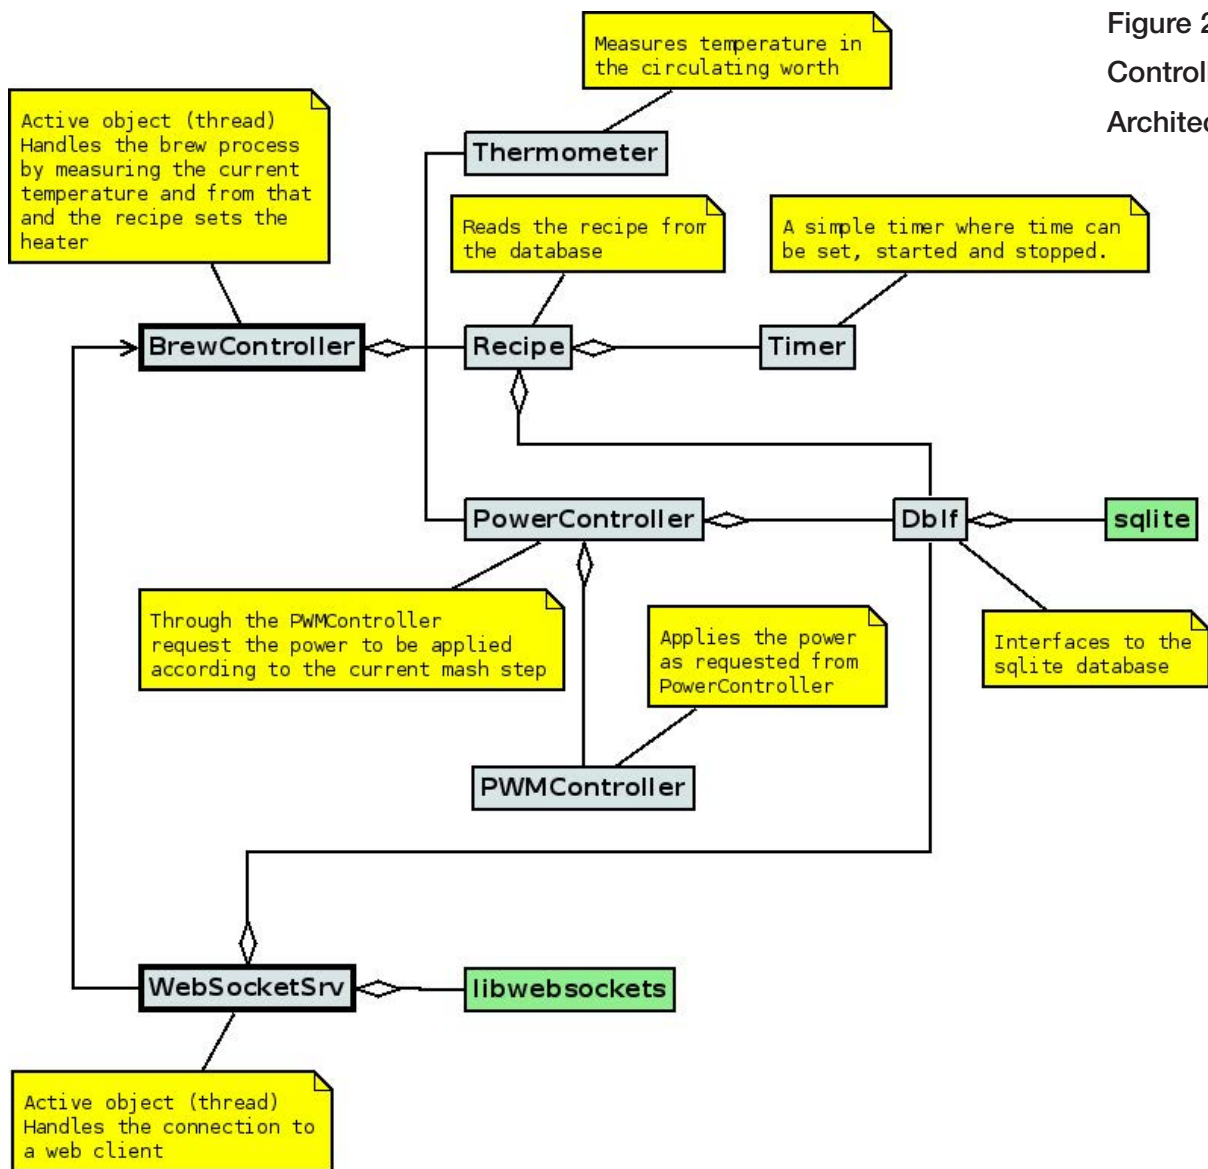 Figure 2
Controll
Architec
Measures temperature in
the circulating worth
Active object (thread)
Handles the brew process
by measuring the current
temperature and from that
and the recipe sets the
heater
Thermometer
Reads the recipe from
the database
A simple timer where time can
be set, started and stopped.
BrewController
Recipe
Timer
PowerController
DbIf
sqlite
Through the PWMController
request the power to be applied
according to the current mash step
Applies the power
as requested from
PowerController
Interfaces to the
sqlite database
PWMController
WebSocketSrv
libwebsockets
Active object (thread)
Handles the connection to
a web client